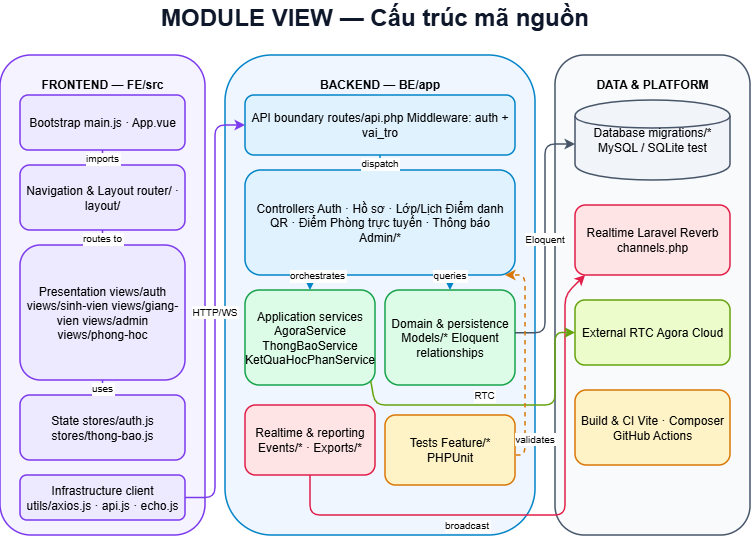 MODULE VIEW — Cấu trúc mã nguồn
FRONTEND — FE/src
Bootstrap main.js · App.vue
imports
Navigation & Layout router/ ·
layout/
routes to
Presentation views/auth
views/sinh-vien views/giang-
vien views/admin
views/phong-hoc
uses
State stores/auth.js
stores/thong-bao.js
Infrastructure client
utils/axios.js · api.js · echo.js
HTTP/WS
BACKEND — BE/app
API boundary routes/api.php Middleware: auth +
vai_tro
dispatch
Controllers Auth · Hồ sơ · Lớp/Lịch Điểm danh
QR · Điểm Phòng trực tuyến · Thông báo
Admin/*
orchestrates
queries
Application services
AgoraService
ThongBaoService
KetQuaHocPhanService
Domain & persistence
Models/* Eloquent
relationships
RTC
Realtime & reporting
Events/* · Exports/*
Tests Feature/*
PHPUnit
validates
broadcast
Eloquent
DATA & PLATFORM
Database migrations/*
MySQL / SQLite test
Realtime Laravel Reverb
channels.php
External RTC Agora Cloud
Build & CI Vite · Composer
GitHub Actions